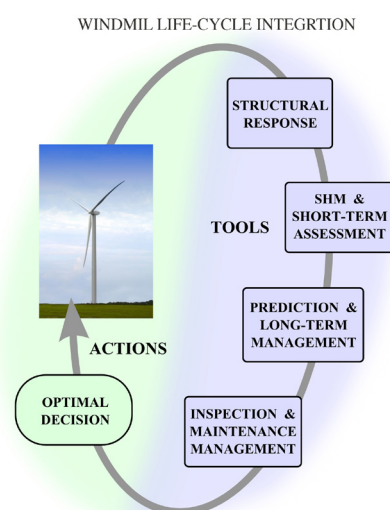 WINDMIL LIFE-CYCLE INTEGRTION
STRUCTURAL
RESPONSE
SHM &
SHORT-TERM
ASSESSMENT
TOOLS
PREDICTION &
LONG-TERM
MANAGEMENT
ACTIONS
OPTIMAL
DECISION
INSPECTION &
MAINTENANCE
MANAGEMENT